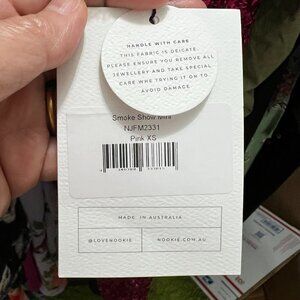 HANDLE WITH CARE
THIS FABRIC IS DELICATE.
PLEASE ENSURE YOU REMOVE ALL
JEWELLERY AND TAKE SPECIAL
CARE WHE TRYING IT ON TO
AVOID DAMAGE
Smoke Show Mini
NJFM2331
Pink XS
MADE IN AUSTRALIA
@LOVENOOKIE
NOOKIE.COM.AU